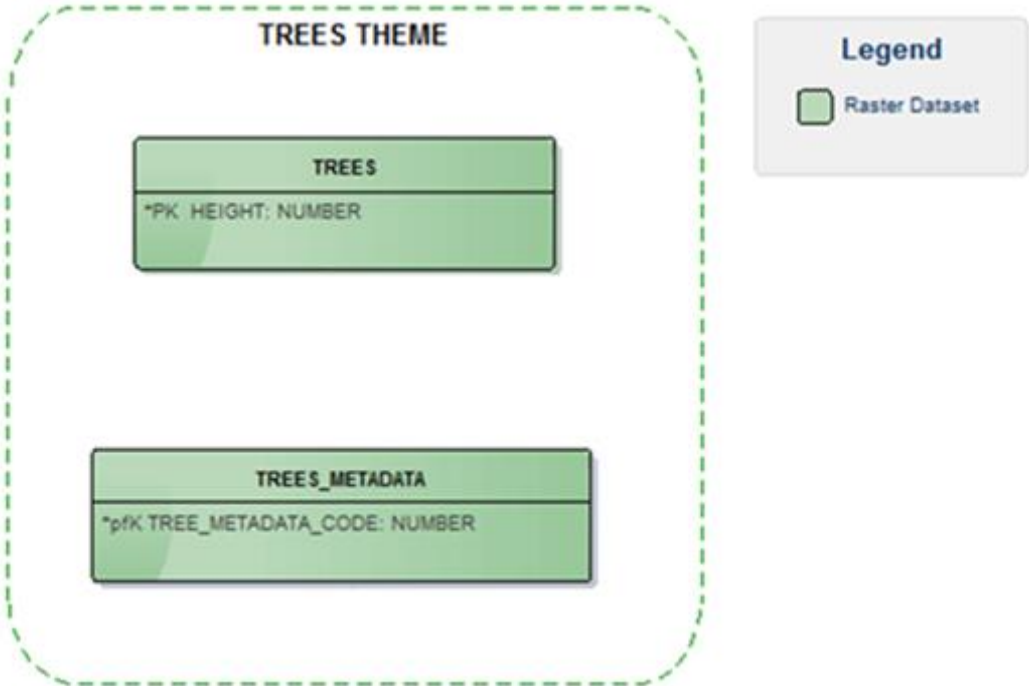 TREES THEME
TREES
*PK HEIGHT: NUMBER
TREES_METADATA
*pfK TREE_METADATA_CODE: NUMBER
Legend
Raster Dataset